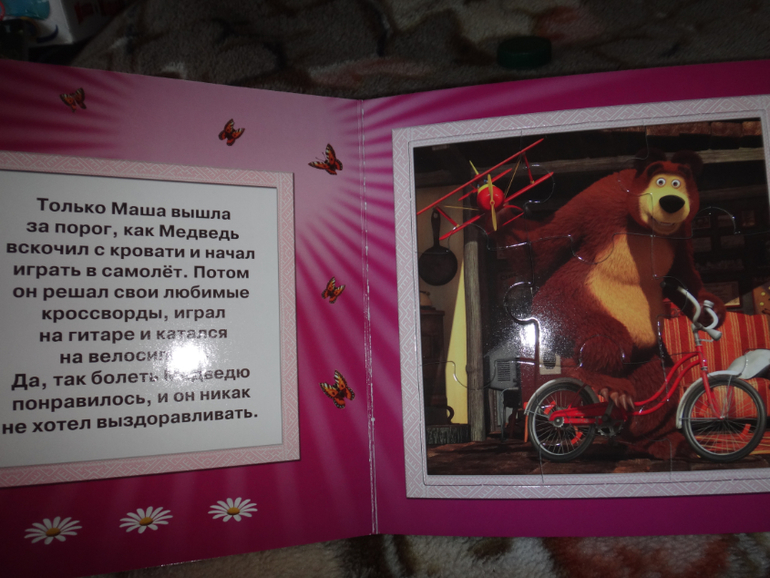 Только Маша вышла
за порог, как Медведь
вскочил с кровати и начал
играть в самолёт. Потом
он решал свои любимые
кроссворды, играл
на гитаре и катался
на
Да, так болеть Медведю
понравилось, и он никак
не хотел выздоравливать.